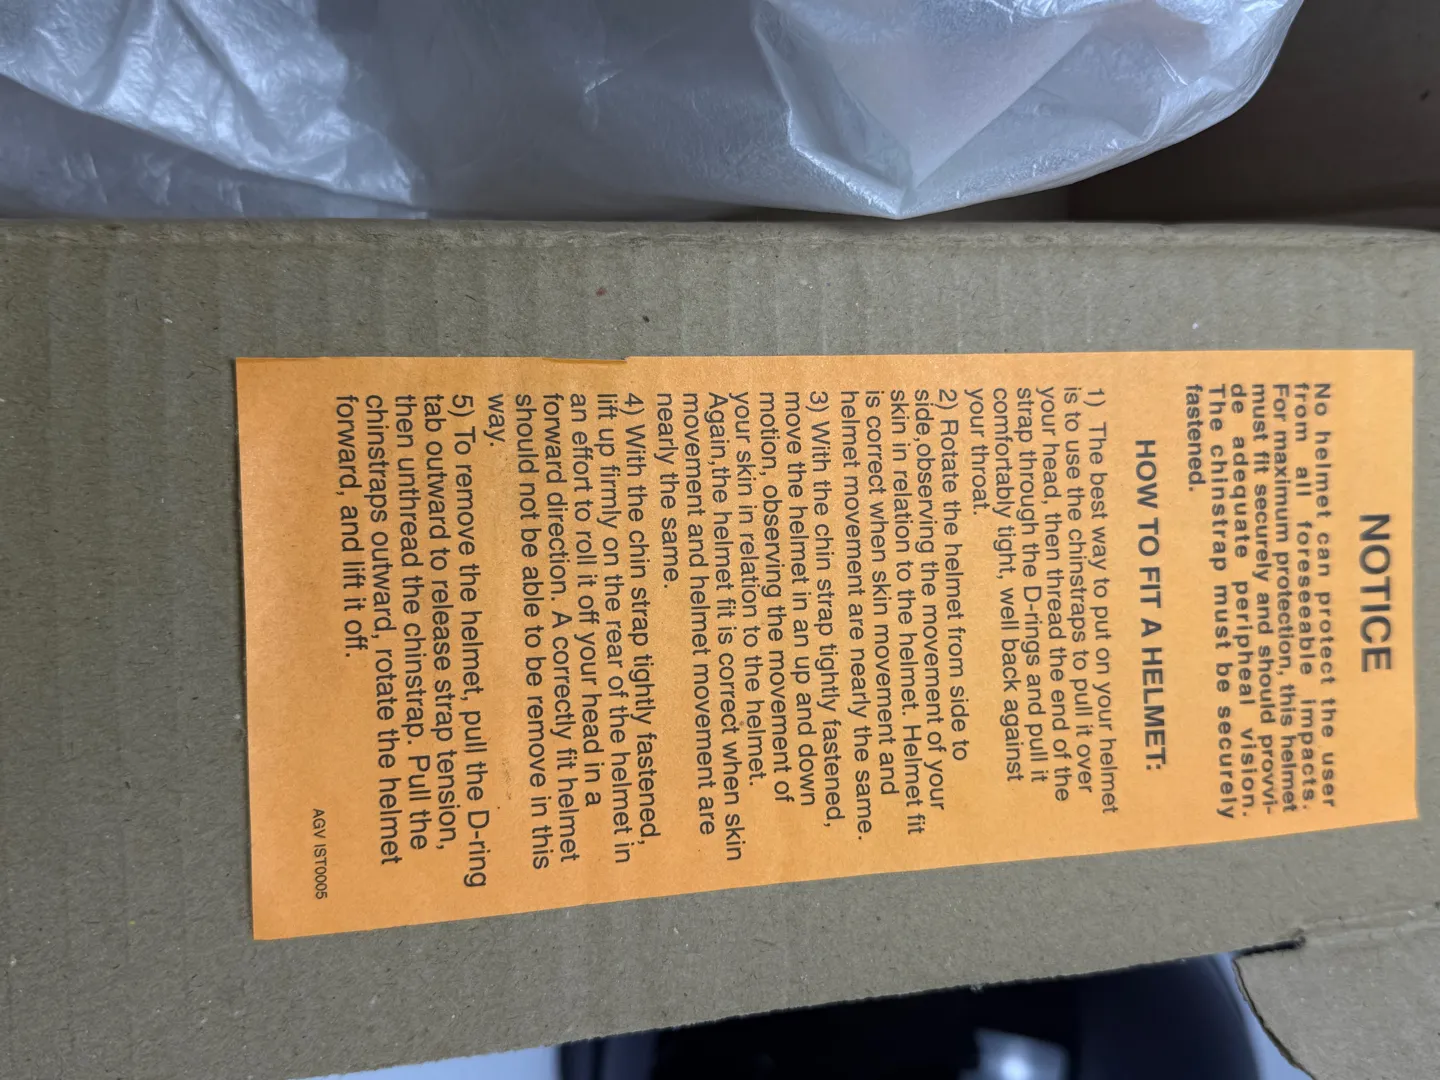 NOTICE
No helmet can protect the user
from all foreseeable impacts.
For maximum protection, this helmet
must fit securely and should provvi-
de adequate peripheal vision.
The chinstrap must be securely
fastened.
HOW TO FIT A HELMET:
1) The best way to put on your helmet
is to use the chinstraps to pull it over
your head, then thread the end of the
strap through the D-rings and pull it
comfortably tight, well back against
your throat.
2) Rotate the helmet from side to
side,observing the movement of your
skin in relation to the helmet. Helmet fit
is correct when skin movement and
helmet movement are nearly the same.
3) With the chin strap tightly fastened,
move the helmet in an up and down
motion, observing the movement of
your skin in relation to the helmet.
Again,the helmet fit is correct when skin
movement and helmet movement are
nearly the same.
4) With the chin strap tightly fastened,
lift up firmly on the rear of the helmet in
an effort to roll it off your head in a
forward direction. A correctly fit helmet
should not be able to be remove in this
way.
5) To remove the helmet, pull the D-ring
tab outward to release strap tension,
then unthread the chinstrap. Pull the
chinstraps outward, rotate the helmet
forward, and lift it off.
AGV IST0005